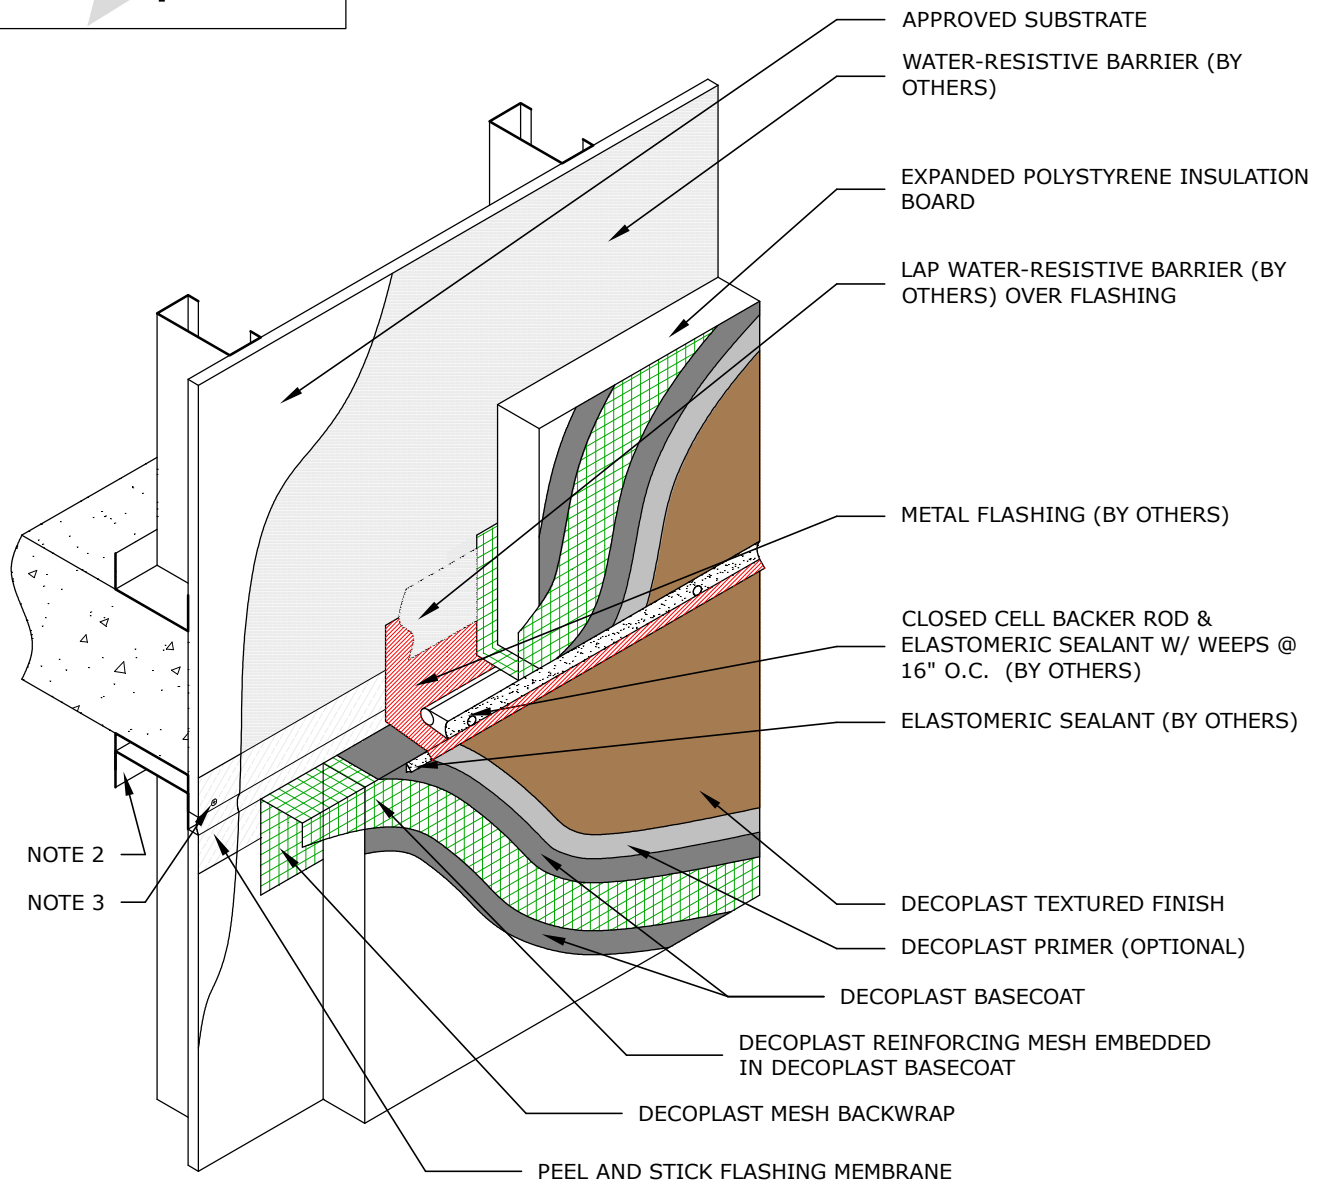 APPROVED SUBSTRATE
WATER-RESISTIVE BARRIER (BY
OTHERS)
EXPANDED POLYSTYRENE INSULATION
BOARD
LAP WATER-RESISTIVE BARRIER (BY
OTHERS) OVER FLASHING
METAL FLASHING (BY OTHERS)
CLOSED CELL BACKER ROD &
ELASTOMERIC SEALANT W/ WEEPS @
16" O.C. (BY OTHERS)
ELASTOMERIC SEALANT (BY OTHERS)
NOTE 2
NOTE 3
DECOPLAST TEXTURED FINISH
DECOPLAST PRIMER (OPTIONAL)
DECOPLAST BASECOAT
DECOPLAST REINFORCING MESH EMBEDDED
IN DECOPLAST BASECOAT
DECOPLAST MESH BACKWRAP
PEEL AND STICK FLASHING MEMBRANE